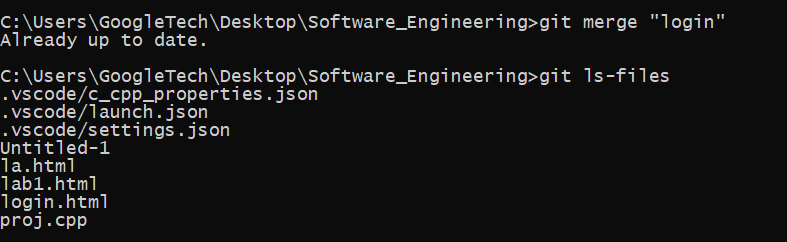 C:\Users\GoogleTech\Desktop\Software_Engineering>git merge "login"
Already up to date.
C:\Users\GoogleTech\Desktop\Software_Engineering>git ls-files
.vscode/c_cpp_properties.json
.vscode/launch.json
.vscode/settings.json
Untitled-1
la.html
lab1.html
login.html
proj.cpp